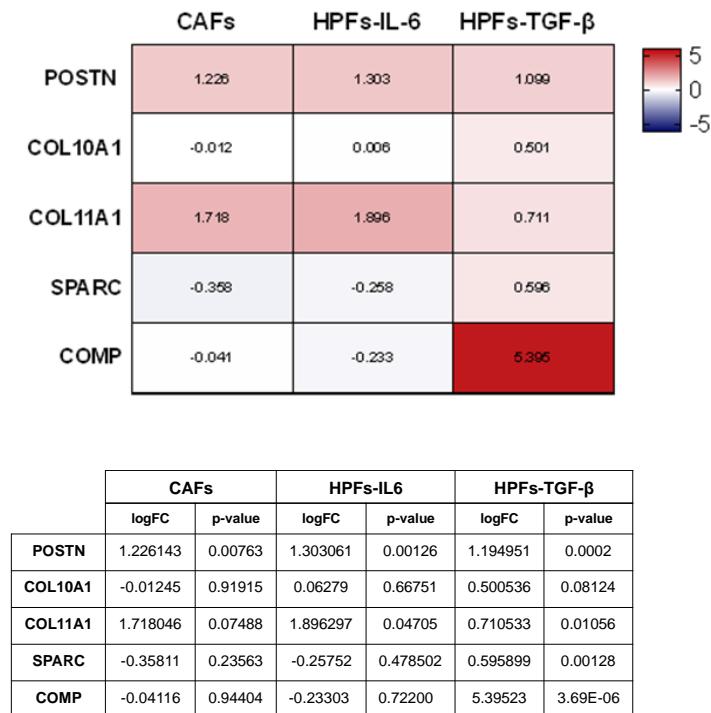 CAFs HPFs-IL-6 HPFs-TGF-β
5
POSTN 1.226 1.303 1.099
0
-5
COL10A1 -0.012 0.006 0.501
COL11A1 1.718 1.896 0.711
SPARC -0.358 -0.258 0.596
COMP -0.041 -0.233 5.395
CAFs HPFs-IL6 HPFs-TGF-β
logFC p-value logFC p-value logFC p-value
POSTN 1.226143 0.00763 1.303061 0.00126 1.194951 0.0002
COL10A1 -0.01245 0.91915 0.06279 0.66751 0.500536 0.08124
COL11A1 1.718046 0.07488 1.896297 0.04705 0.710533 0.01056
SPARC -0.35811 0.23563 -0.25752 0.478502 0.595899 0.00128
COMP -0.04116 0.94404 -0.23303 0.72200 5.39523 3.69E-06